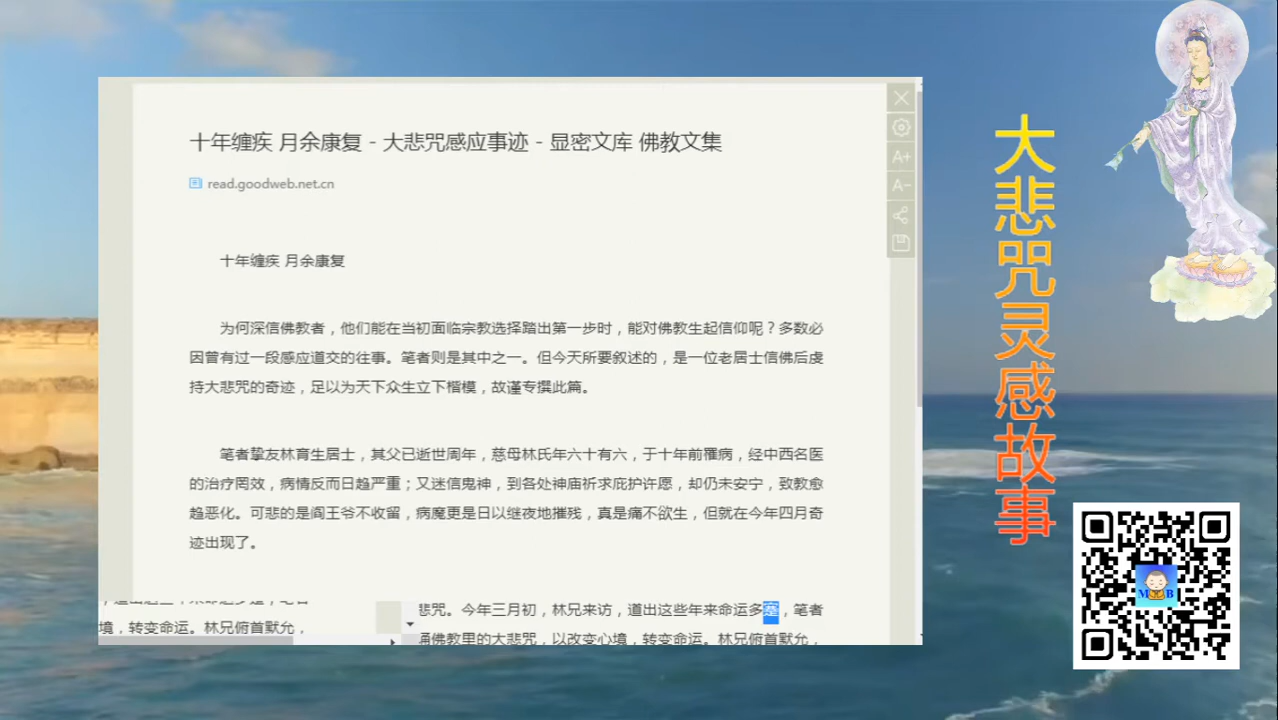 十年缠疾 月余康复 - 大悲咒感应事迹 - 显密文库 佛教文集
read.goodweb.net.cn
十年缠疾 月余康复
为何深信佛教者，他们能在当初面临宗教选择踏出第一步时，能对佛教生起信仰呢？多数必
因曾有过一段感应道交的往事。笔者则是其中之一。但今天所要叙述的，是一位老居士信佛后虔
持大悲咒的奇迹，足以为天下众生立下楷模，故谨专撰此篇。
笔者挚友林育生居士，其父已逝世周年，慈母林氏年六十有六，于十年前罹病，经中西名医
的治疗罔效，病情反而日趋严重；又迷信鬼神，到各处神庙祈求庇护许愿，却仍未安宁，致教愈
趋恶化。可悲的是阎王爷不收留，病魔更是日以继夜地摧残，真是痛不欲生，但就在今年四月奇
迹出现了。
境，转变命运。林兄俯首默允，
悲咒。今年三月初，林兄来访，道出这些年来命运多蹇，笔者
诵佛教里的大悲咒，以改变心境，转变命运。林兄俯首默允，
A+
A-
大悲咒灵感故事
M B